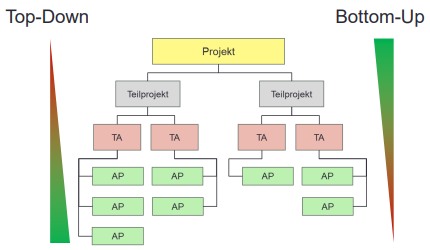 Top-Down Bottom-Up
Projekt
Teilprojekt Teilprojekt
TA TA TA TA
AP AP AP AP
AP AP AP
AP